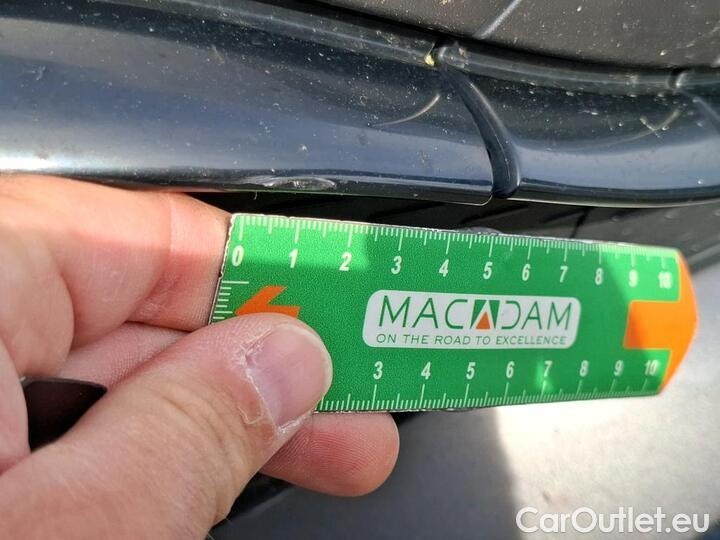 0 1 2 3 4 5 6 7 8 9 10
MACADAM
ON THE ROAD TO EXCELLENCE
3 4 5 6 7 8 9 10
CarOutlet.eu